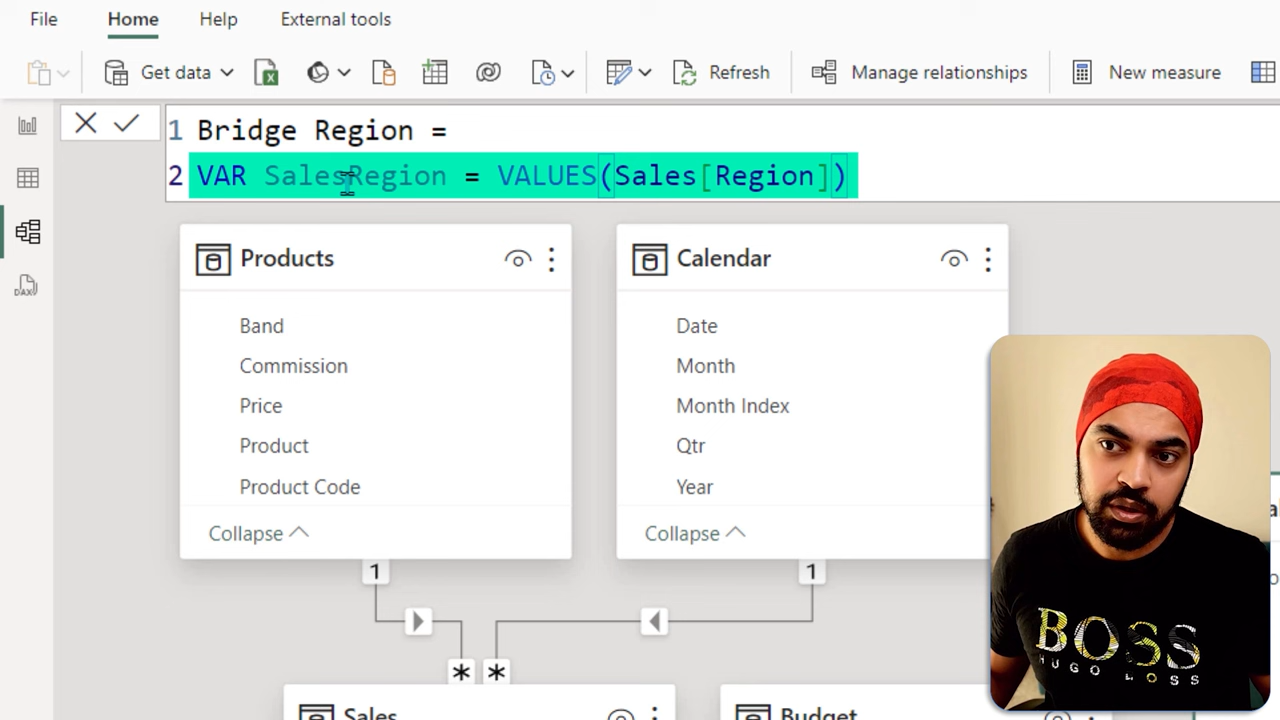 File Home Help External tools
Get data Refresh Manage relationships New measure
1 Bridge Region =
2 VAR SalesRegion = VALUES(Sales[Region])
DAX
Products Calendar
Band Date
Commission Month
Price Month Index
Product Qtr
Product Code Year
Collapse Collapse
1 1
* *
Sales Budget
BOSS
HUGO BOSS